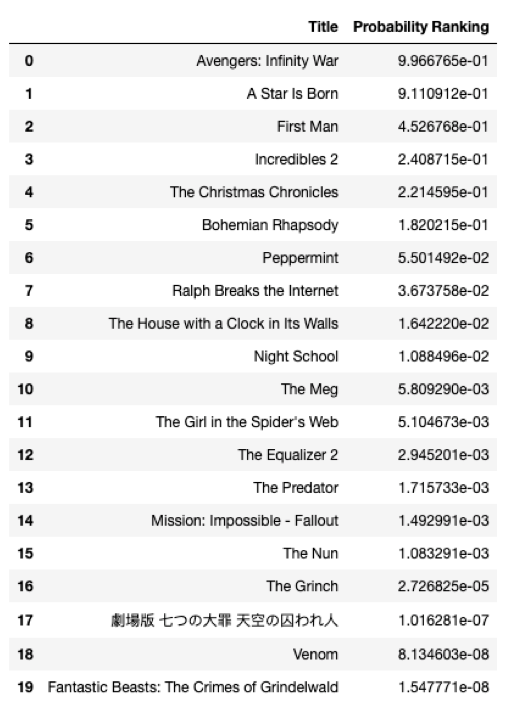 Title Probability Ranking
0 Avengers: Infinity War 9.966765e-01
1 A Star Is Born 9.110912e-01
2 First Man 4.526768e-01
3 Incredibles 2 2.408715e-01
4 The Christmas Chronicles 2.214595e-01
5 Bohemian Rhapsody 1.820215e-01
6 Peppermint 5.501492e-02
7 Ralph Breaks the Internet 3.673758e-02
8 The House with a Clock in Its Walls 1.642220e-02
9 Night School 1.088496e-02
10 The Meg 5.809290e-03
11 The Girl in the Spider's Web 5.104673e-03
12 The Equalizer 2 2.945201e-03
13 The Predator 1.715733e-03
14 Mission: Impossible - Fallout 1.492991e-03
15 The Nun 1.083291e-03
16 The Grinch 2.726825e-05
17 劇場版 七つの大罪 天空の囚われ人 1.016281e-07
18 Venom 8.134603e-08
19 Fantastic Beasts: The Crimes of Grindelwald 1.547771e-08